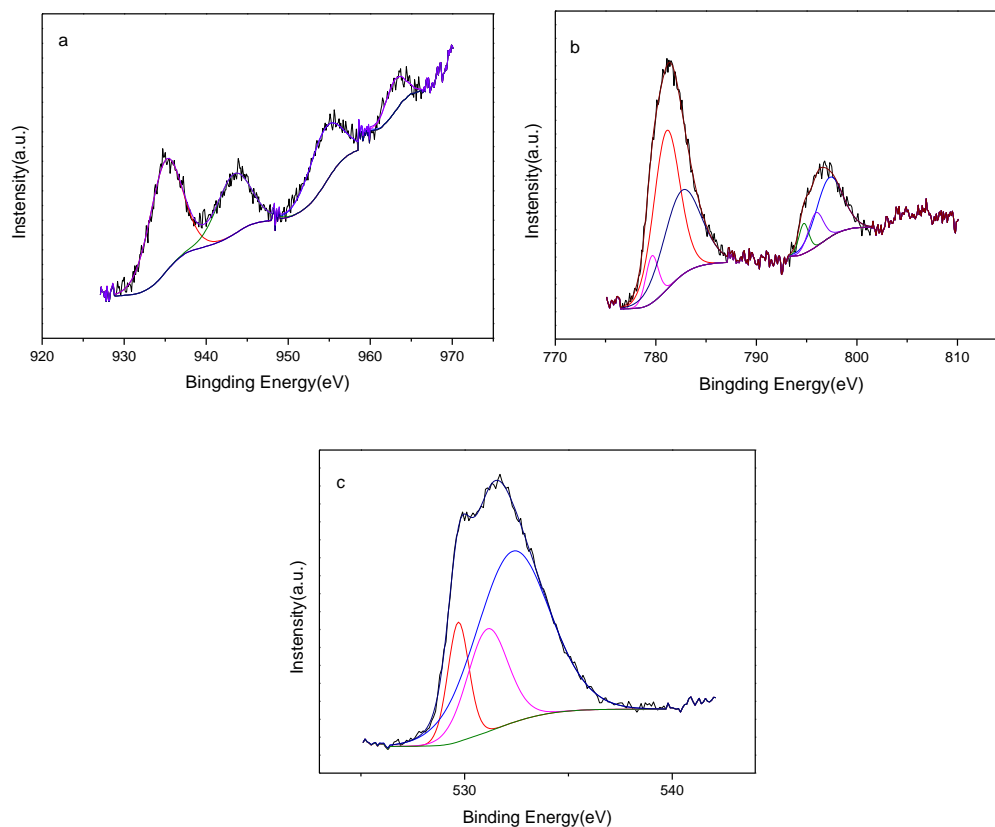 a
Instensity(a.u.)
920 930 940 950 960 970
Bingding Energy(eV)
b
Instensity(a.u.)
770 780 790 800 810
Bingding Energy(eV)
c
Instensity(a.u.)
530 540
Binding Energy(eV)